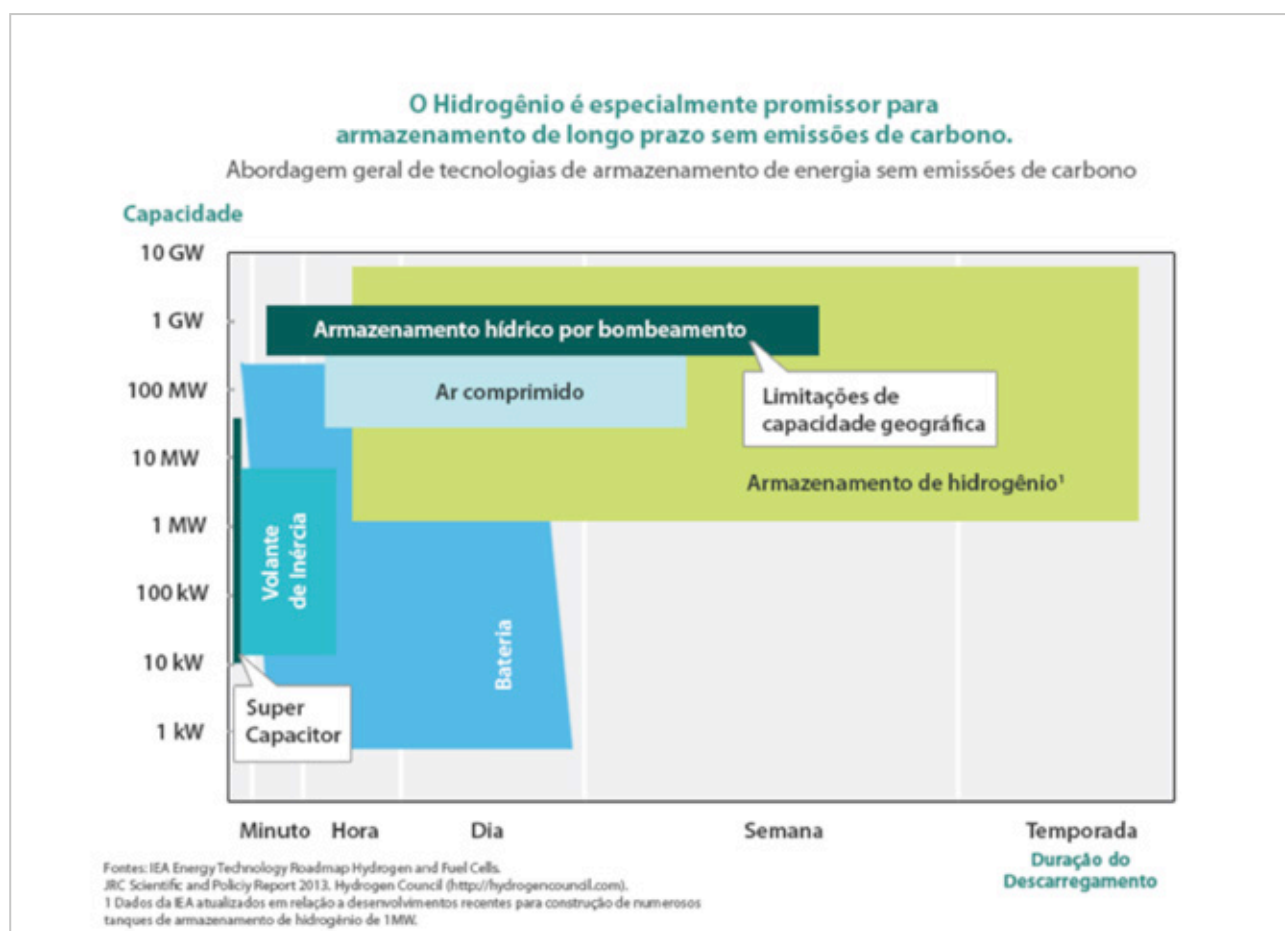 O Hidrogênio é especialmente promissor para
armazenamento de longo prazo sem emissões de carbono.
Abordagem geral de tecnologias de armazenamento de energia sem emissões de carbono
Capacidade
10 GW
1 GW
100 MW
10 MW
1 MW
100 kW
10 kW
1 kW
Armazenamento hídrico por bombeamento
Ar comprimido
Limitações de
capacidade geográfica
Armazenamento de hidrogênio¹
Volante
de Inércia
Bateria
Super
Capacitor
Minuto
Hora
Dia
Semana
Temporada
Duração do
Descarregamento
Fontes: IEA Energy Technology Roadmap Hydrogen and Fuel Cells.
JRC Scientific and Policiy Report 2013. Hydrogen Council (http://hydrogencouncil.com).
1 Dados da IEA atualizados em relação a desenvolvimentos recentes para construção de numerosos
tanques de armazenamento de hidrogênio de 1MW.